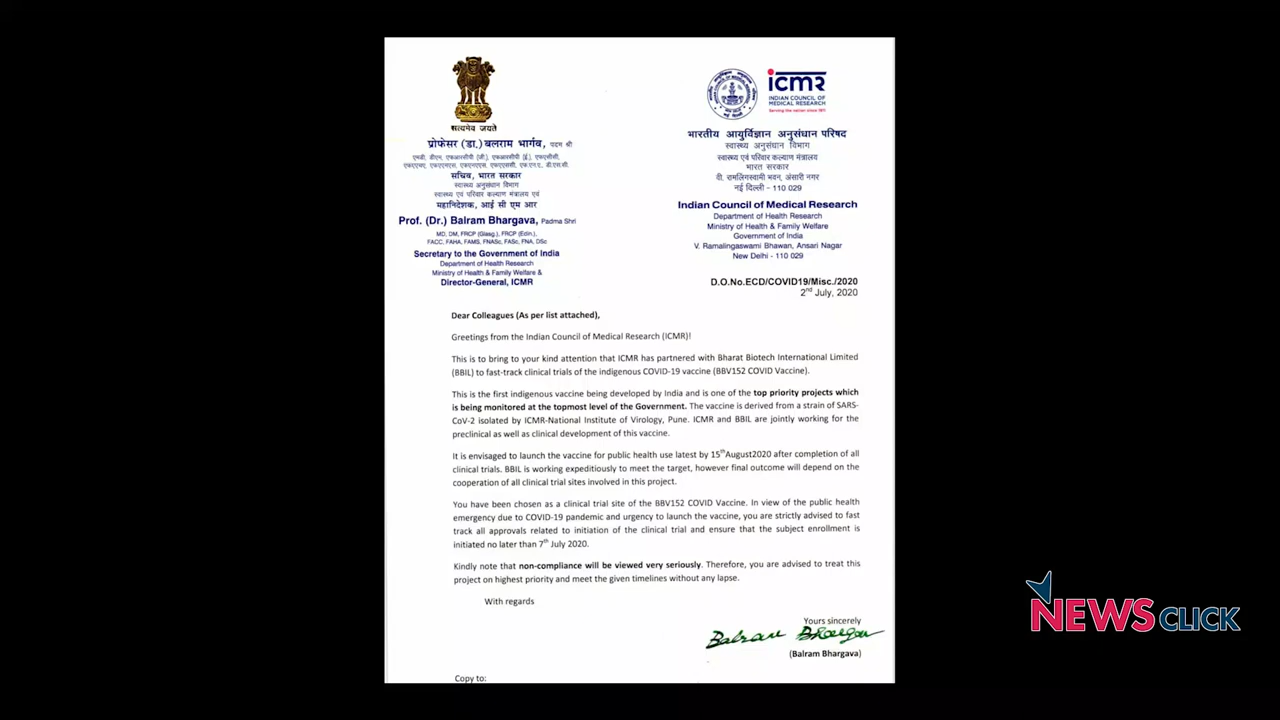 सत्यमेव जयते
प्रोफेसर (डा.) बलराम भार्गव, पदम श्री
एमडी, डीएम, एफआरसीपी (जी.), एफआरसीपी (ई.), एफएसीसी,
सचिव, भारत सरकार
स्वास्थ्य अनुसंधान विभाग
स्वास्थ्य एवं परिवार कल्याण मंत्रालय एवं
महानिदेशक, आई सी एम आर
Prof. (Dr.) Balram Bhargava, Padma Shri
MD, DM, FRCP (Glasg.), FRCP (Edin.),
FACC, FAHA, FAMS, FNASc, FASc, FNA, DSc
Secretary to the Government of India
Department of Health Research
Ministry of Health & Family Welfare &
Director-General, ICMR
icmr
INDIAN COUNCIL OF
MEDICAL RESEARCH
Serving the nation since 1911
भारतीय आयुर्विज्ञान अनुसंधान परिषद
स्वास्थ्य अनुसंधान विभाग
स्वास्थ्य एवं परिवार कल्याण मंत्रालय
भारत सरकार
वी. रामलिंगस्वामी भवन, अंसारी नगर
नई दिल्ली - 110 029
Indian Council of Medical Research
Department of Health Research
Ministry of Health & Family Welfare
Government of India
V. Ramalingaswami Bhawan, Ansari Nagar
New Delhi - 110 029
D.O.No.ECD/COVID19/Misc./2020
2nd July, 2020
Dear Colleagues (As per list attached),
Greetings from the Indian Council of Medical Research (ICMR)!
This is to bring to your kind attention that ICMR has partnered with Bharat Biotech International Limited
(BBIL) to fast-track clinical trials of the indigenous COVID-19 vaccine (BBV152 COVID Vaccine).
This is the first indigenous vaccine being developed by India and is one of the top priority projects which
is being monitored at the topmost level of the Government. The vaccine is derived from a strain of SARS-
CoV-2 isolated by ICMR-National Institute of Virology, Pune. ICMR and BBIL are jointly working for the
preclinical as well as clinical development of this vaccine.
It is envisaged to launch the vaccine for public health use latest by 15thAugust2020 after completion of all
clinical trials. BBIL is working expeditiously to meet the target, however final outcome will depend on the
cooperation of all clinical trial sites involved in this project.
You have been chosen as a clinical trial site of the BBV152 COVID Vaccine. In view of the public health
emergency due to COVID-19 pandemic and urgency to launch the vaccine, you are strictly advised to fast
track all approvals related to initiation of the clinical trial and ensure that the subject enrollment is
initiated no later than 7th July 2020.
Kindly note that non-compliance will be viewed very seriously. Therefore, you are advised to treat this
project on highest priority and meet the given timelines without any lapse.
With regards
Yours sincerely
Balram Bhargava
(Balram Bhargava)
Copy to:
NEWSCLICK